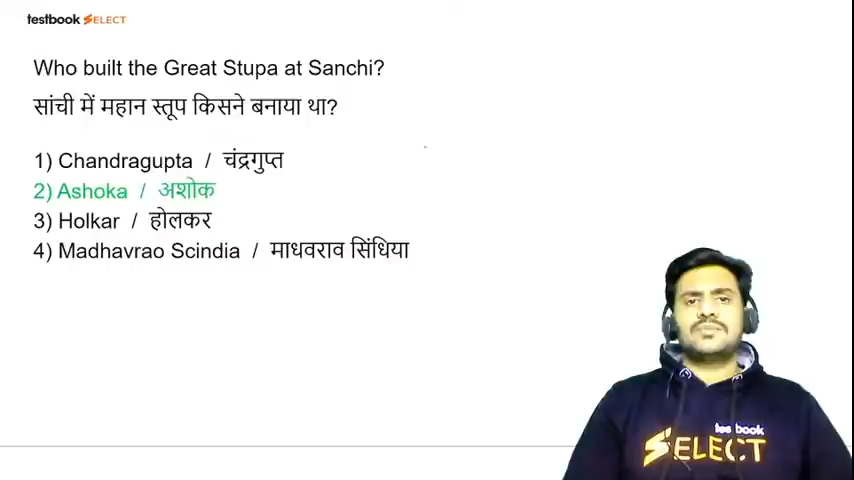 testbook SELECT
Who built the Great Stupa at Sanchi?
सांची में महान स्तूप किसने बनाया था?
1) Chandragupta / चंद्रगुप्त
2) Ashoka / अशोक
3) Holkar / होलकर
4) Madhavrao Scindia / माधवराव सिंधिया
testbook
SELECT